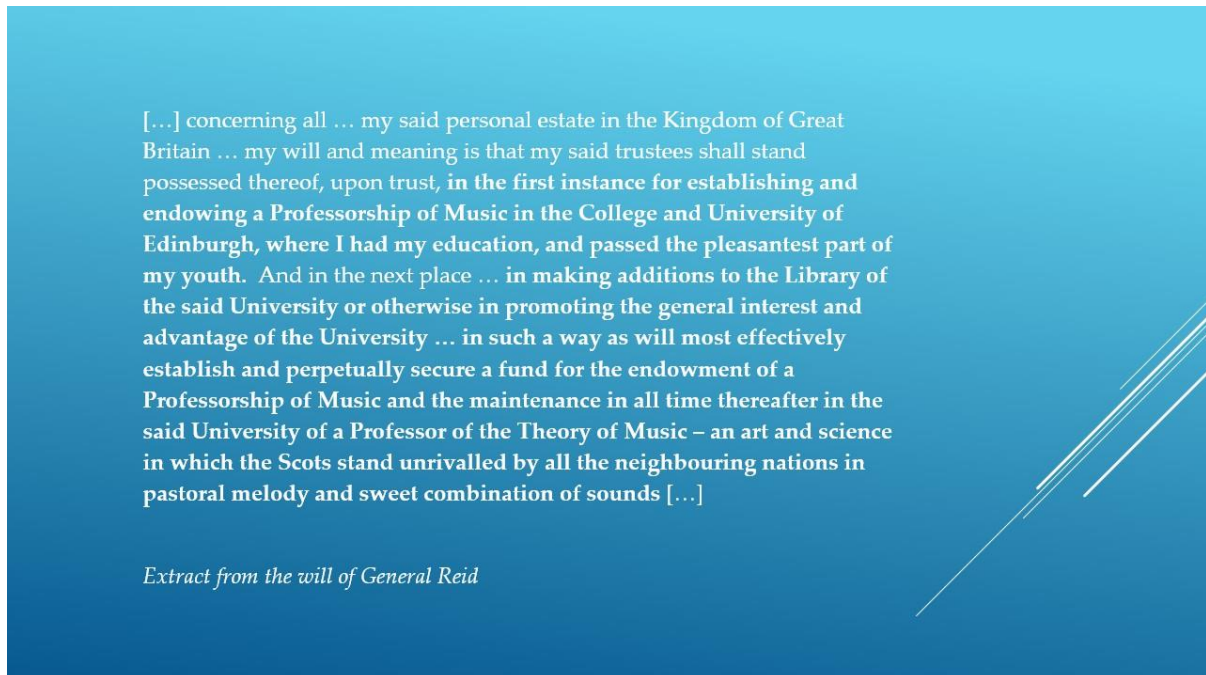 […] concerning all … my said personal estate in the Kingdom of Great
Britain … my will and meaning is that my said trustees shall stand
possessed thereof, upon trust, in the first instance for establishing and
endowing a Professorship of Music in the College and University of
Edinburgh, where I had my education, and passed the pleasantest part of
my youth.  And in the next place … in making additions to the Library of
the said University or otherwise in promoting the general interest and
advantage of the University … in such a way as will most effectively
establish and perpetually secure a fund for the endowment of a
Professorship of Music and the maintenance in all time thereafter in the
said University of a Professor of the Theory of Music – an art and science
in which the Scots stand unrivalled by all the neighbouring nations in
pastoral melody and sweet combination of sounds […]
Extract from the will of General Reid